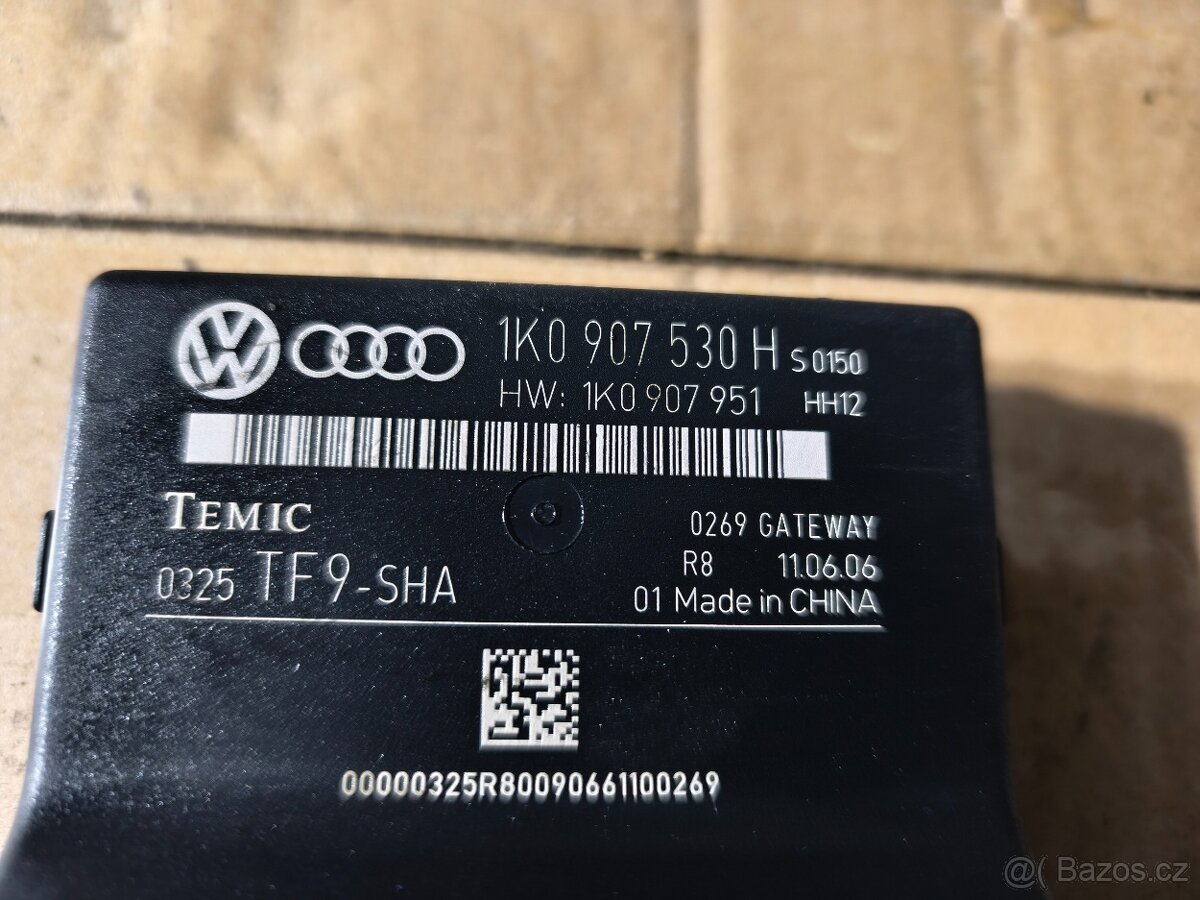 1K0 907 530 H S0150
HW: 1K0 907 951 HH12
TEMIC
0269 GATEWAY
0325 TF9-SHA
R8 11.06.06
01 Made in CHINA
00000325R80090661100269
@( Bazos.cz